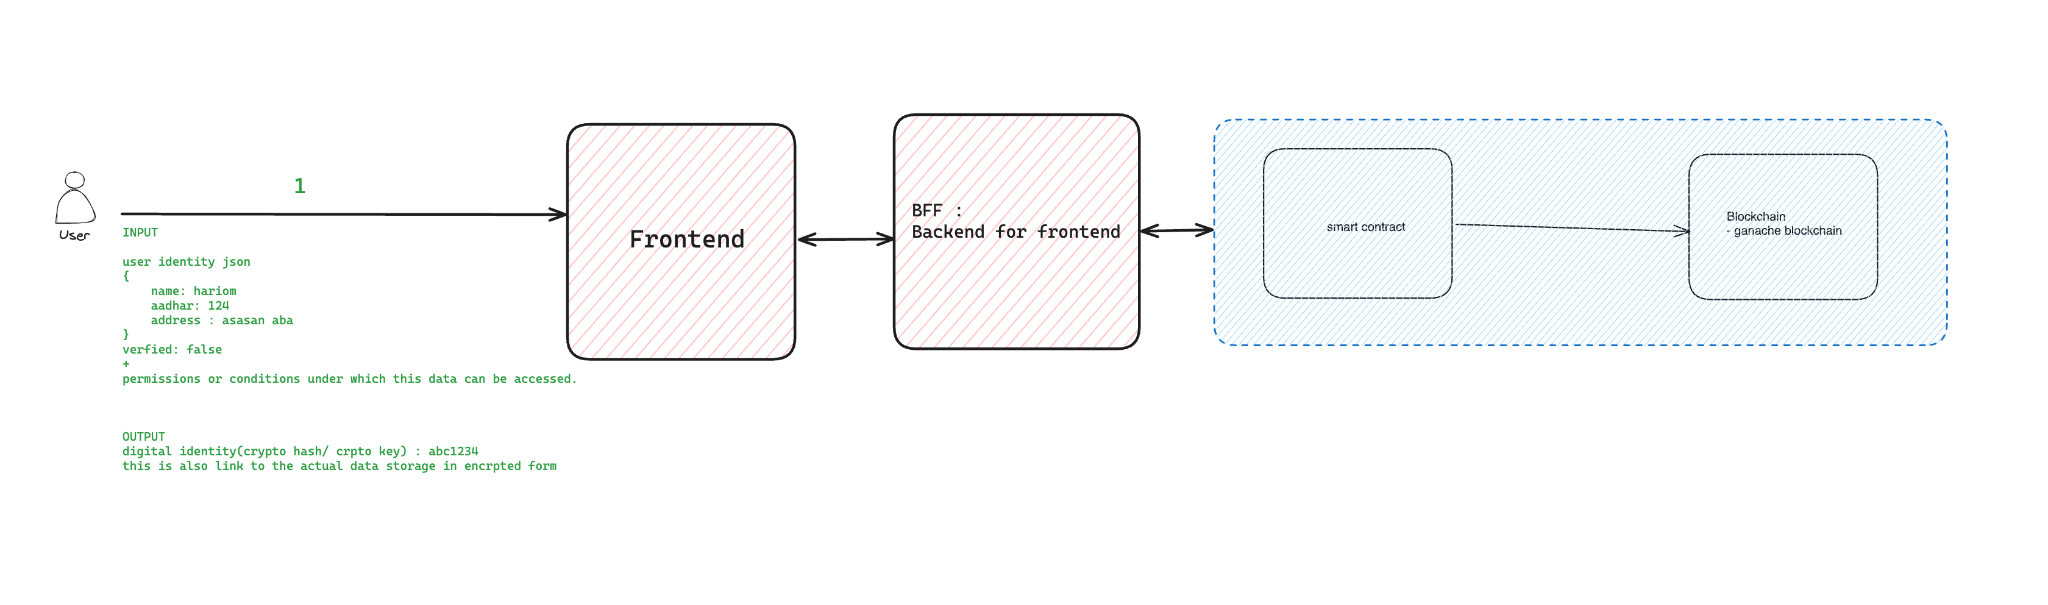 User
1
INPUT
user identity json
{
name: hariom
aadhar: 124
address : asasan aba
}
verfied: false
+
permissions or conditions under which this data can be accessed.
OUTPUT
digital identity(crypto hash/ crpto key) : abc1234
this is also link to the actual data storage in encrpted form
Frontend
BFF :
Backend for frontend
smart contract
Blockchain
- ganache blockchain